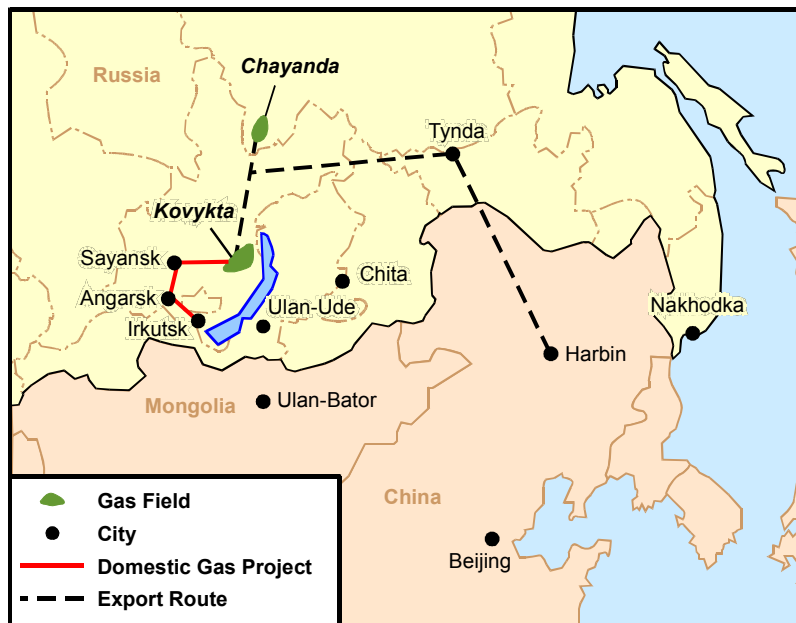 Chayanda
Russia
Tynda
Kovykta
Sayansk
Chita
Angarsk
Ulan-Ude
Nakhodka
Irkutsk
Harbin
Mongolia
Ulan-Bator
China
Beijing
Gas Field
City
Domestic Gas Project
Export Route